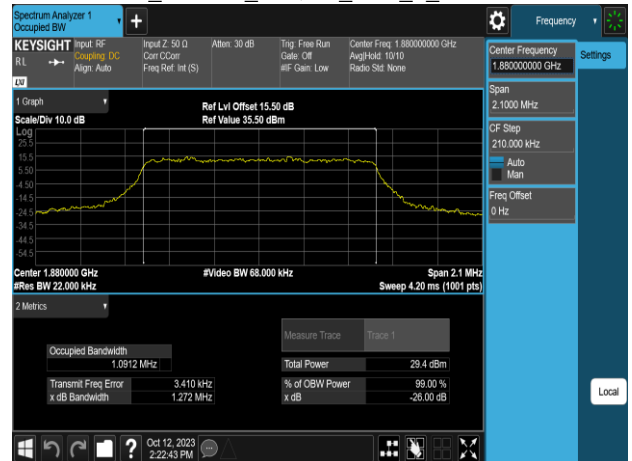 Spectrum Analyzer 1
Occupied BW
Frequency
KEYSIGHT
RL
LXI
Input: RF
Coupling: DC
Align: Auto
Input Z: 50 Ω
Corr CCorr
Freq Ref: Int (S)
Atten: 30 dB
Trig: Free Run
Gate: Off
#IF Gain: Low
Center Freq: 1.880000000 GHz
Avg|Hold: 10/10
Radio Std: None
Center Frequency
1.880000000 GHz
Settings
Span
2.1000 MHz
CF Step
210.000 kHz
Auto
Man
Freq Offset
0 Hz
1 Graph
Scale/Div 10.0 dB
Ref Lvl Offset 15.50 dB
Ref Value 35.50 dBm
Log
25.5
15.5
5.50
-4.50
-14.5
-24.5
-34.5
-44.5
-54.5
Center 1.880000 GHz
#Video BW 68.000 kHz
Span 2.1 MHz
#Res BW 22.000 kHz
Sweep 4.20 ms (1001 pts)
2 Metrics
Measure Trace
Trace 1
Occupied Bandwidth
1.0912 MHz
Total Power
29.4 dBm
Transmit Freq Error
3.410 kHz
% of OBW Power
99.00 %
x dB Bandwidth
1.272 MHz
x dB
-26.00 dB
Local
?
Oct 12, 2023
2:22:43 PM